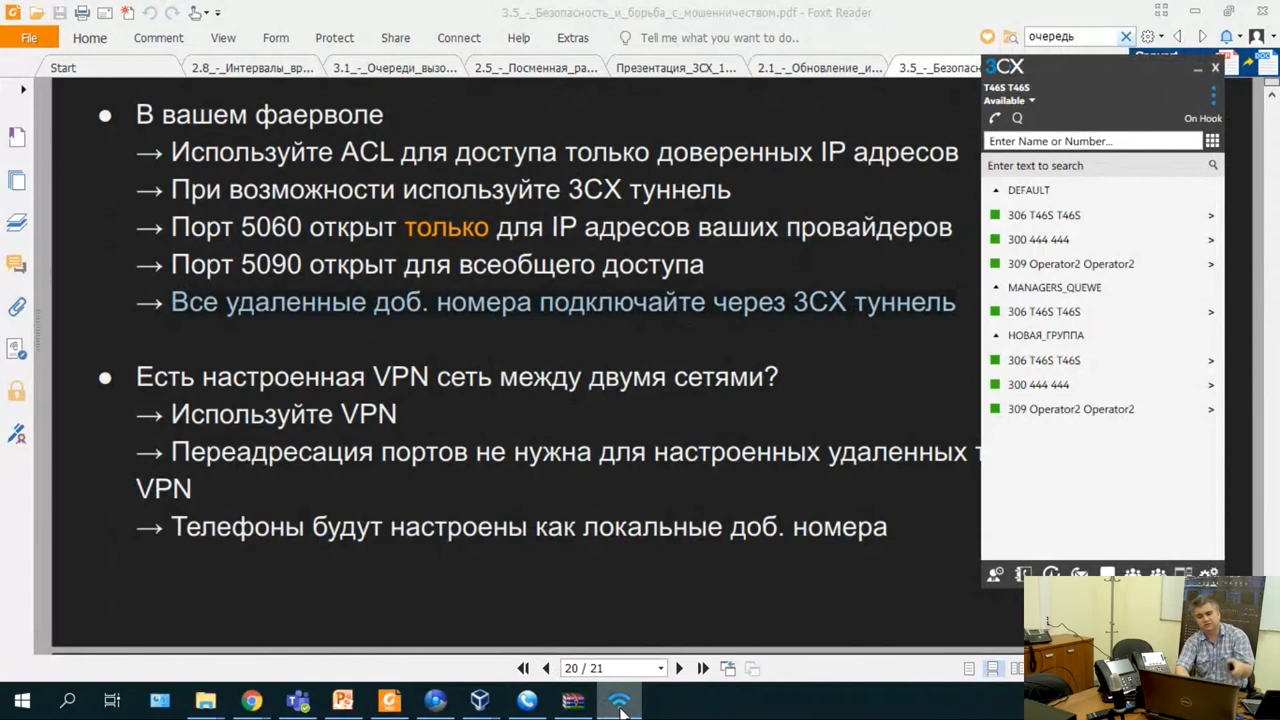 3.5_-_Безопасность_и_борьба_с_мошенничеством.pdf - Foxit Reader
File
Home
Comment
View
Form
Protect
Share
Connect
Help
Extras
Tell me what you want to do..
очередь
Start
2.8_-_Интервалы_вр...
3.1_-_Очереди_вызо...
2.5_-_Поменная_ра...
Презентация_3CX_1...
2.1_-_Обновление_и...
3.5_-_Безопасн
● В вашем фаерволе
→ Используйте ACL для доступа только доверенных IP адресов
→ При возможности используйте 3CX туннель
→ Порт 5060 открыт только для IP адресов ваших провайдеров
→ Порт 5090 открыт для всеобщего доступа
→ Все удаленные доб. номера подключайте через 3CX туннель
● Есть настроенная VPN сеть между двумя сетями?
→ Используйте VPN
→ Переадресация портов не нужна для настроенных удаленных
VPN
→ Телефоны будут настроены как локальные доб. номера
3CX
T46S T46S
Available
On Hook
Enter Name or Number...
Enter text to search
DEFAULT
306 T46S T46S
300 444 444
309 Operator2 Operator2
MANAGERS_QUEWE
306 T46S T46S
НОВАЯ_ГРУППА
306 T46S T46S
300 444 444
309 Operator2 Operator2
20 / 21